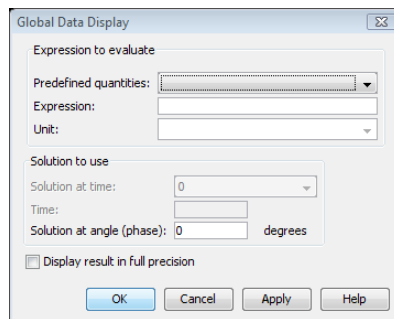 Global Data Display
Expression to evaluate
Predefined quantities:
Expression:
Unit:
Solution to use
Solution at time: 0
Time:
Solution at angle (phase): 0 degrees
Display result in full precision
OK Cancel Apply Help